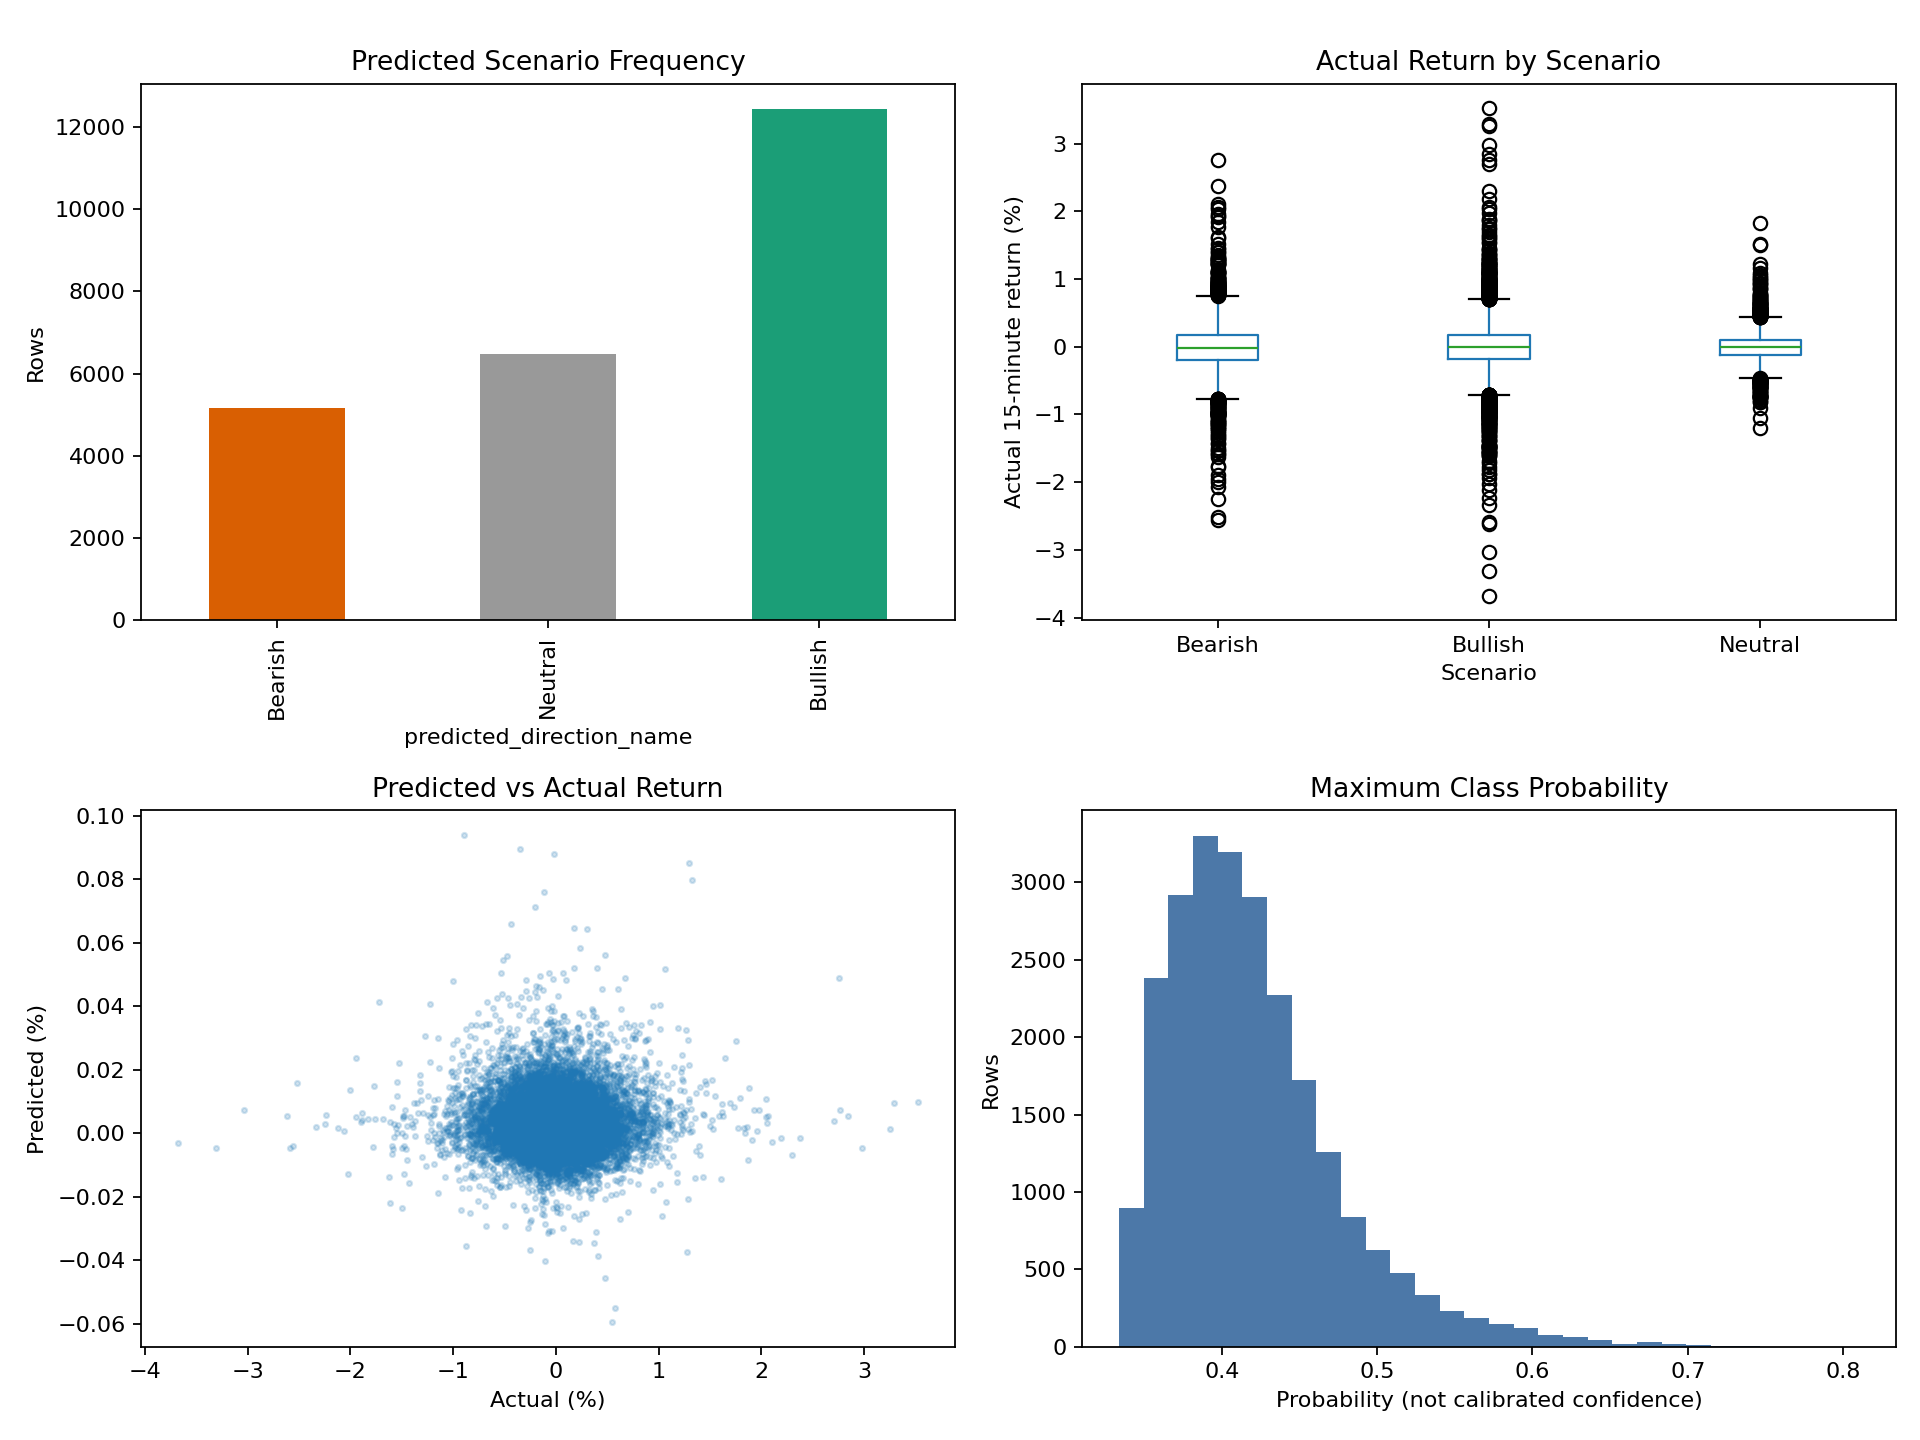 Predicted Scenario Frequency
Rows
12000
10000
8000
6000
4000
2000
0
Bearish
Neutral
Bullish
predicted_direction_name
Actual Return by Scenario
Actual 15-minute return (%)
3
2
1
0
−1
−2
−3
−4
Bearish Bullish Neutral
Scenario
Predicted vs Actual Return
Predicted (%)
0.10
0.08
0.06
0.04
0.02
0.00
−0.02
−0.04
−0.06
−4 −3 −2 −1 0 1 2 3
Actual (%)
Maximum Class Probability
Rows
3000
2500
2000
1500
1000
500
0
0.4 0.5 0.6 0.7 0.8
Probability (not calibrated confidence)